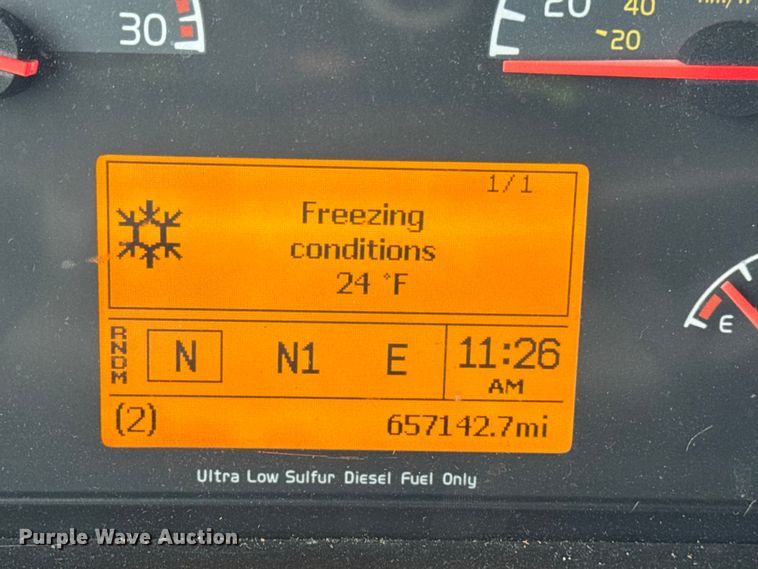 30
20
40
20
1/1
Freezing
conditions
24 °F
RNDM
N N1 E
11:26
AM
(2) 657142.7mi
E
Ultra Low Sulfur Diesel Fuel Only
Purple Wave Auction